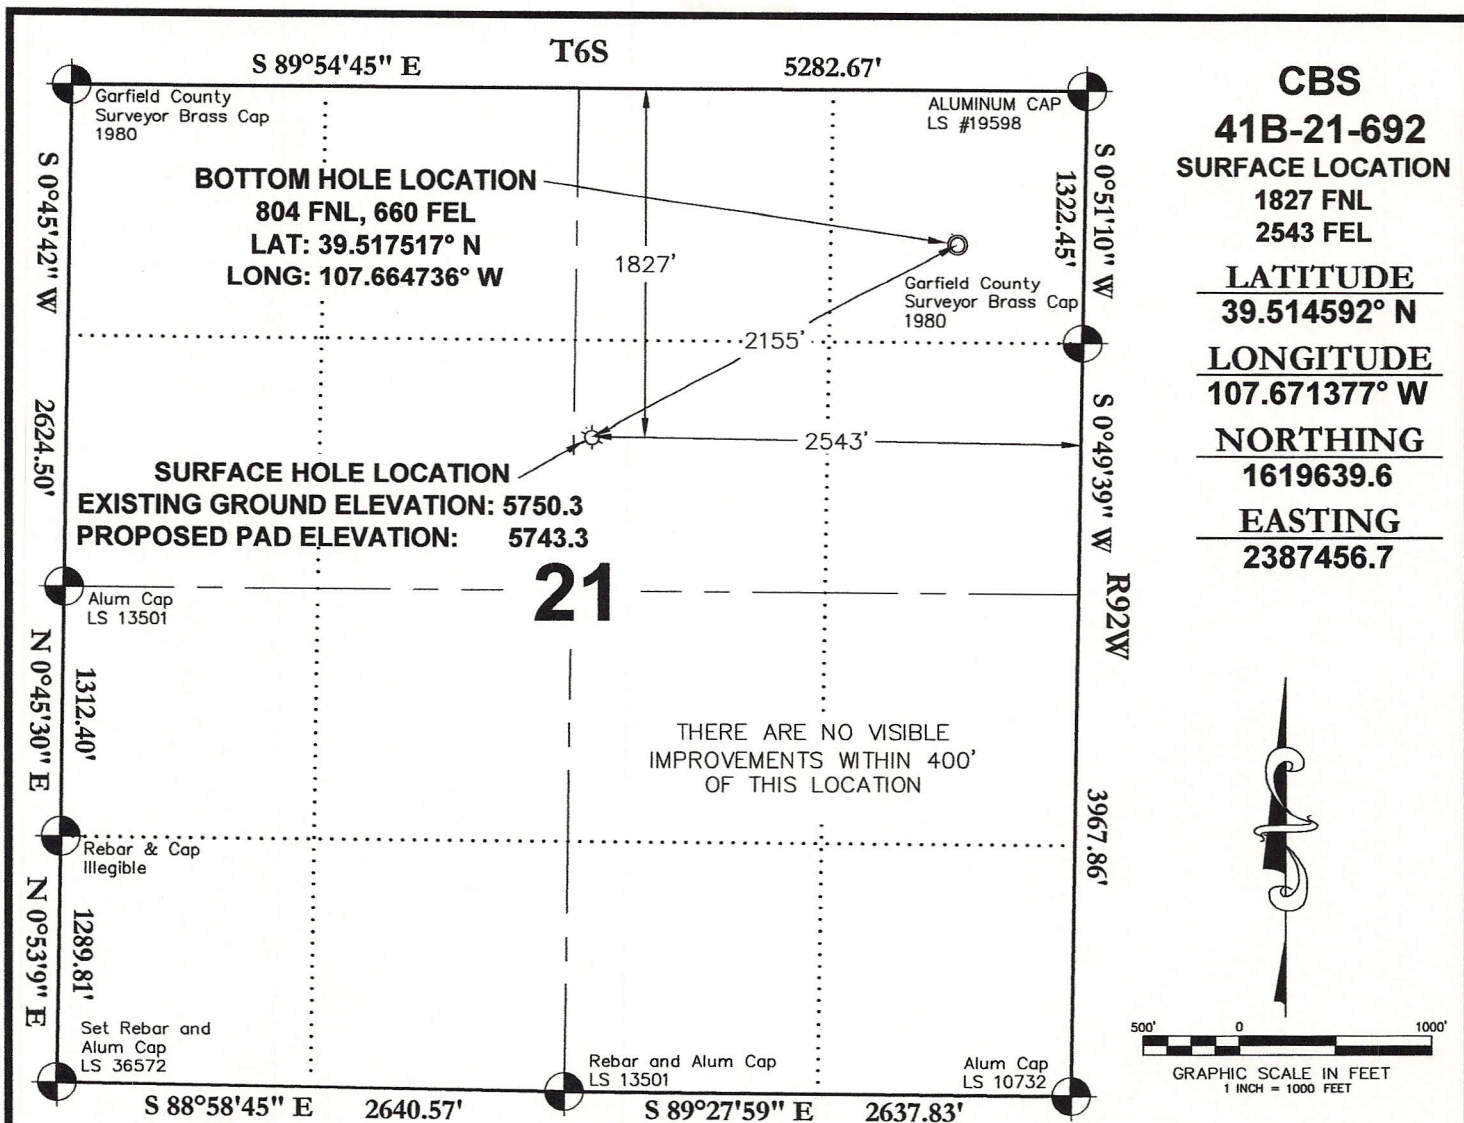 T6S
S 89°54'45" E
5282.67'
Garfield County
Surveyor Brass Cap
1980
ALUMINUM CAP
LS #19598
S 0°45'42" W
2624.50'
BOTTOM HOLE LOCATION
804 FNL, 660 FEL
LAT: 39.517517° N
LONG: 107.664736° W
1827'
S 0°51'10" W
1322.45'
Garfield County
Surveyor Brass Cap
1980
2155'
2543'
SURFACE HOLE LOCATION
EXISTING GROUND ELEVATION: 5750.3
PROPOSED PAD ELEVATION: 5743.3
S 0°49'39" W
R92W
21
Alum Cap
LS 13501
N 0°45'30" E
1312.40'
THERE ARE NO VISIBLE
IMPROVEMENTS WITHIN 400'
OF THIS LOCATION
3967.86'
Rebar & Cap
Illegible
N 0°53'9" E
1289.81'
Set Rebar and
Alum Cap
LS 36572
Rebar and Alum Cap
LS 13501
Alum Cap
LS 10732
S 88°58'45" E
2640.57'
S 89°27'59" E
2637.83'
CBS
41B-21-692
SURFACE LOCATION
1827 FNL
2543 FEL
LATITUDE
39.514592° N
LONGITUDE
107.671377° W
NORTHING
1619639.6
EASTING
2387456.7
500' 0 1000'
GRAPHIC SCALE IN FEET
1 INCH = 1000 FEET